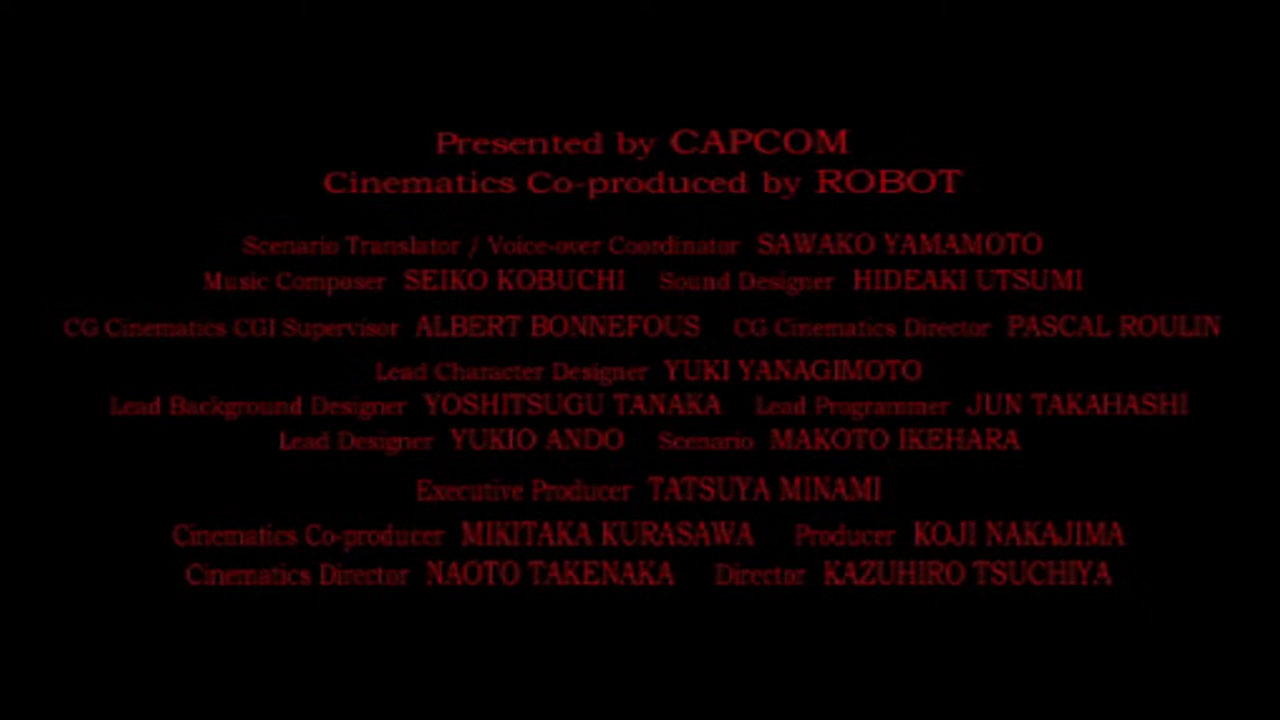 Presented by CAPCOM
Cinematics Co-produced by ROBOT
Scenario Translator / Voice-over Coordinator SAWAKO YAMAMOTO
Music Composer SEIKO KOBUCHI Sound Designer HIDEAKI UTSUMI
CG Cinematics CGI Supervisor ALBERT BONNEFOUS CG Cinematics Director PASCAL ROULIN
Lead Character Designer YUKI YANAGIMOTO
Lead Background Designer YOSHITSUGU TANAKA Lead Programmer JUN TAKAHASHI
Lead Designer YUKIO ANDO Scenario MAKOTO IKEHARA
Executive Producer TATSUYA MINAMI
Cinematics Co-producer MIKITAKA KURASAWA Producer KOJI NAKAJIMA
Cinematics Director NAOTO TAKENAKA Director KAZUHIRO TSUCHIYA